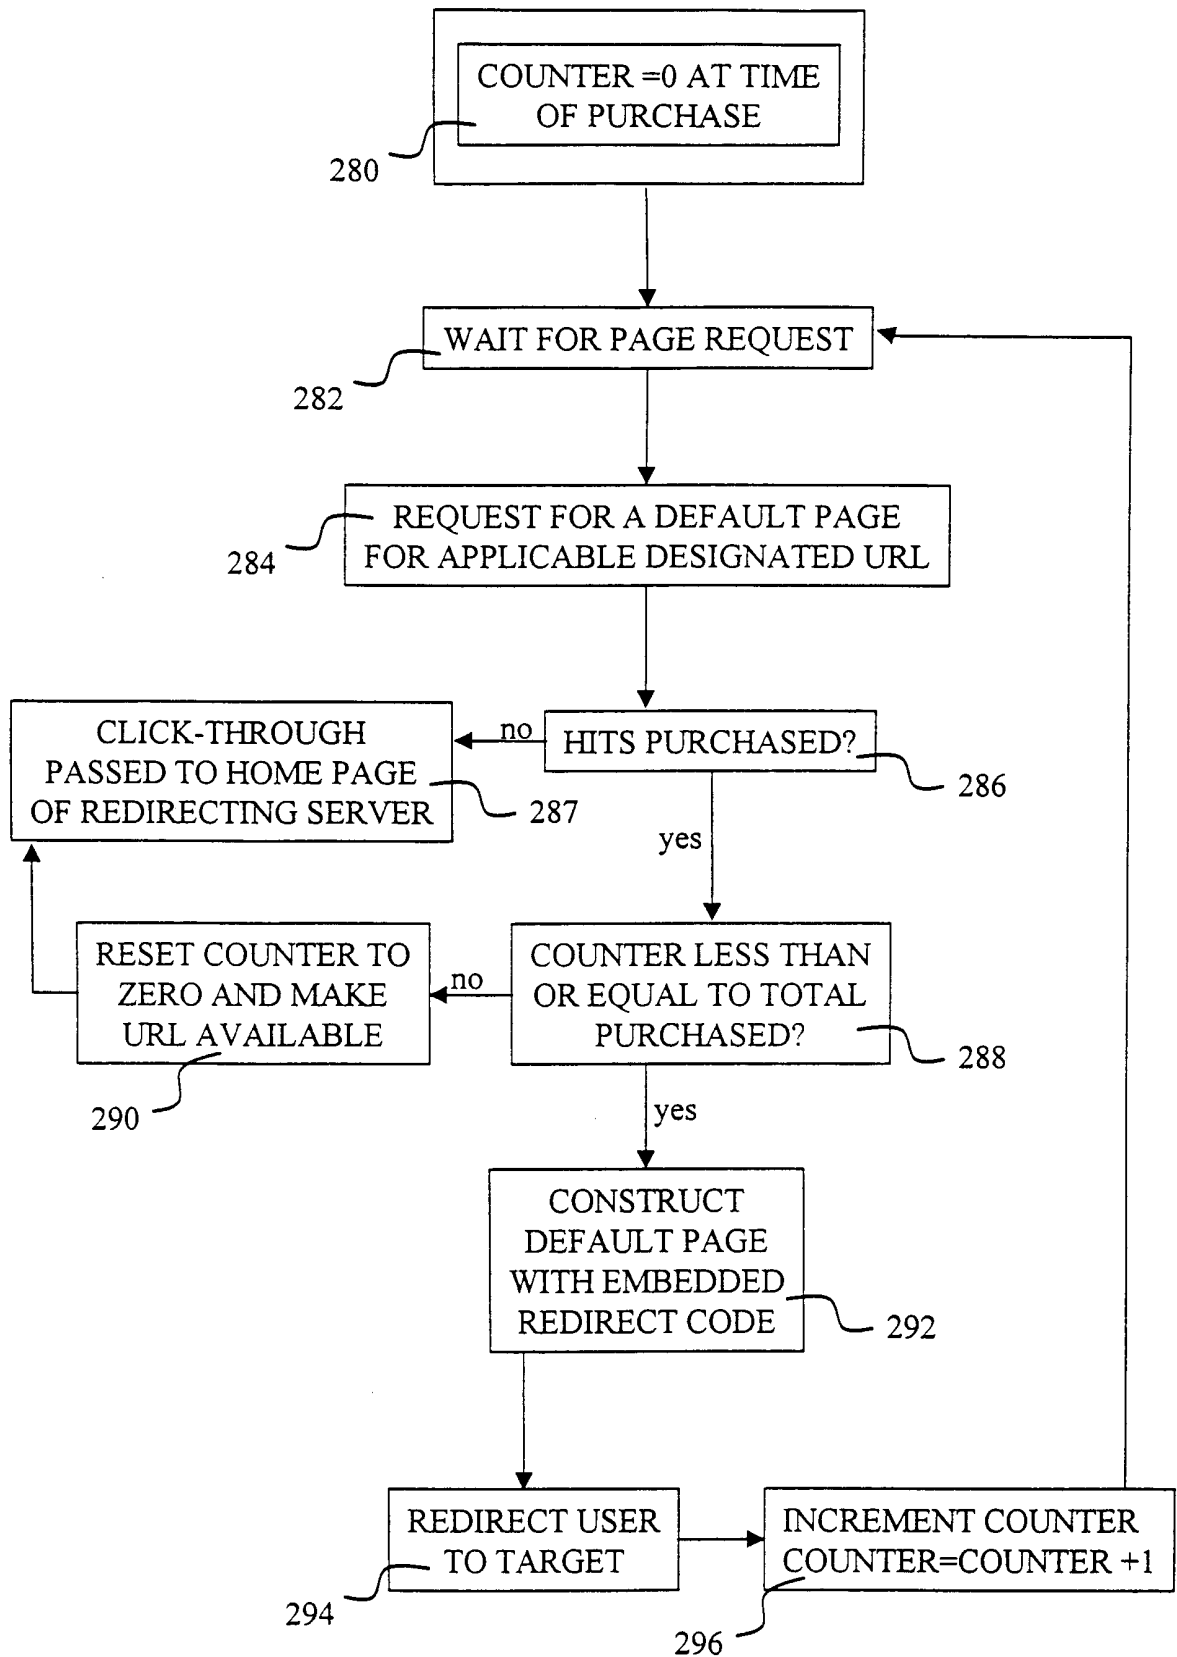 COUNTER =0 AT TIME
OF PURCHASE
280
WAIT FOR PAGE REQUEST
282
REQUEST FOR A DEFAULT PAGE
FOR APPLICABLE DESIGNATED URL
284
CLICK-THROUGH
PASSED TO HOME PAGE
OF REDIRECTING SERVER
287
no
HITS PURCHASED?
286
yes
RESET COUNTER TO
ZERO AND MAKE
URL AVAILABLE
290
no
COUNTER LESS THAN
OR EQUAL TO TOTAL
PURCHASED?
288
yes
CONSTRUCT
DEFAULT PAGE
WITH EMBEDDED
REDIRECT CODE
292
REDIRECT USER
TO TARGET
294
INCREMENT COUNTER
COUNTER=COUNTER +1
296